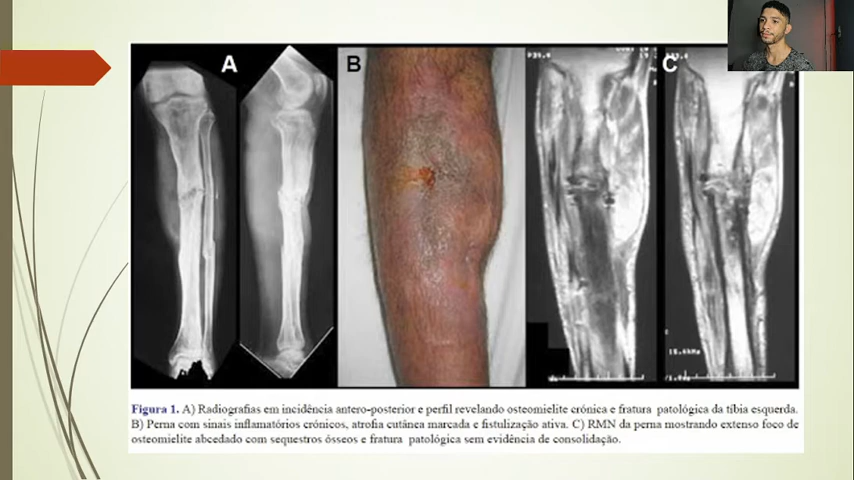 A
B
C
Figura 1. A) Radiografias em incidência antero-posterior e perfil revelando osteomielite crónica e fratura patológica da tíbia esquerda.
B) Perna com sinais inflamatórios crónicos, atrofia cutânea marcada e fistulização ativa. C) RMN da perna mostrando extenso foco de
osteomielite abcedado com sequestros ósseos e fratura patológica sem evidência de consolidação.